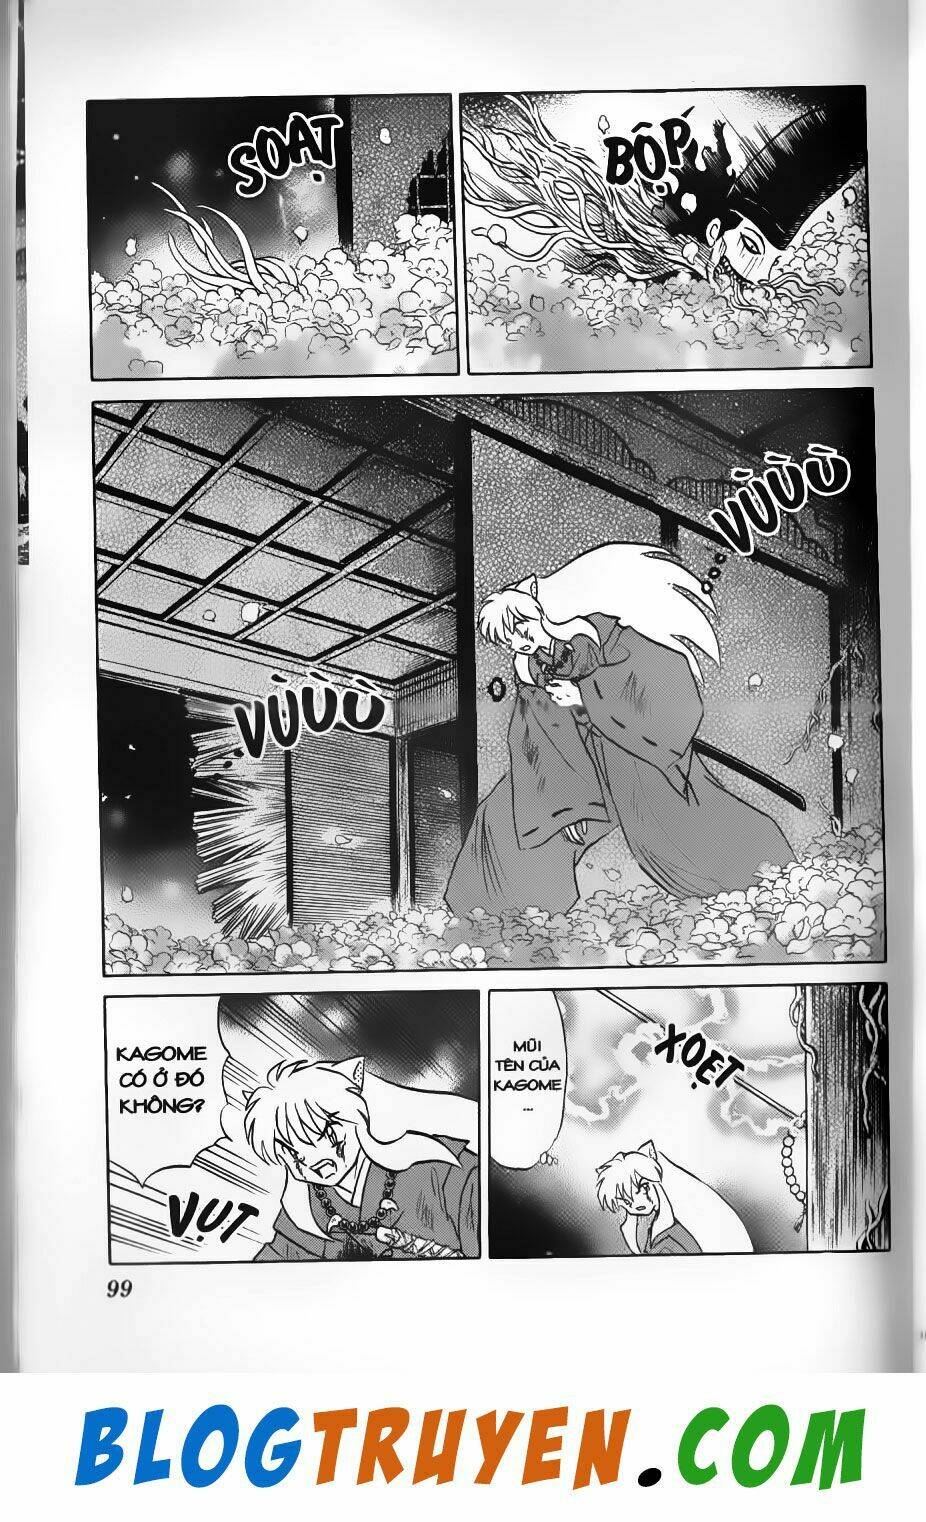 BỘP
SOẠT
VÙÙÙ
VÙÙÙ
MŨI
TÊN CỦA
KAGOME
...
XOẸT
KAGOME
CÓ Ở ĐÓ
KHÔNG?
VỤT
99
BLOGTRUYEN.COM